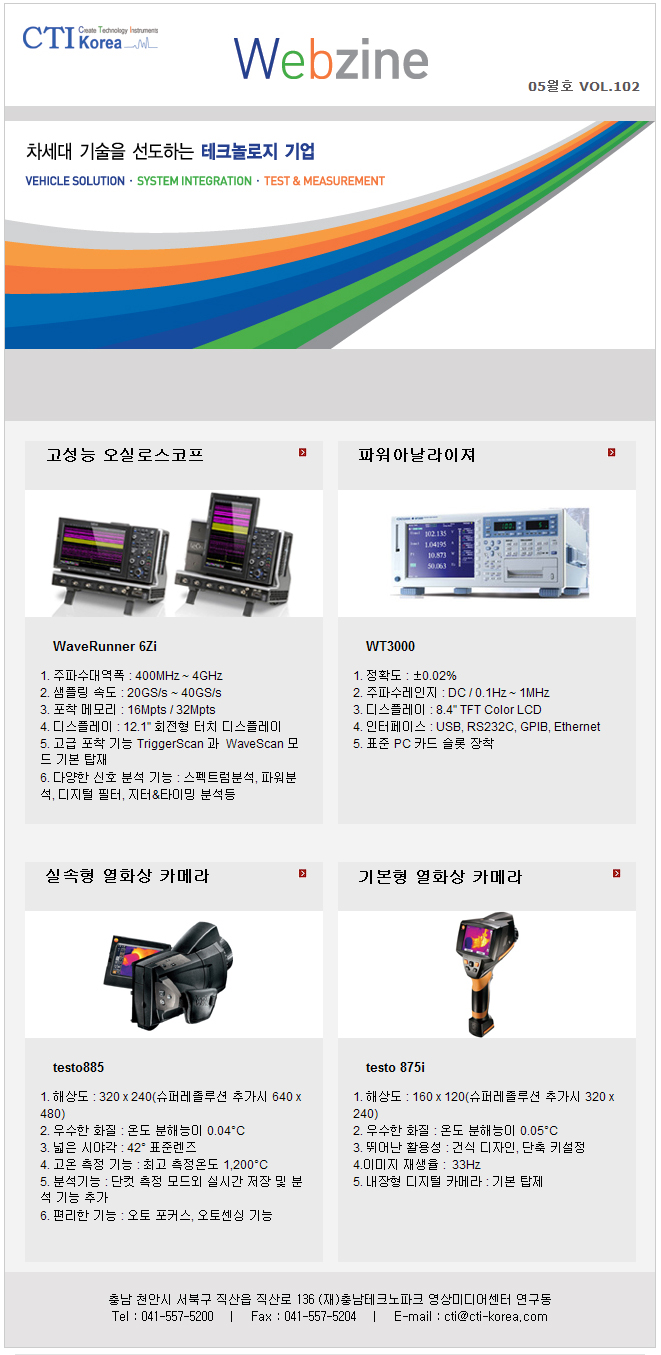 CTI Create Technology Instruments
Korea
Webzine
05월호 VOL.102
차세대 기술을 선도하는 테크놀로지 기업
VEHICLE SOLUTION · SYSTEM INTEGRATION · TEST & MEASUREMENT
고성능 오실로스코프
WaveRunner 6Zi
1. 주파수대역폭 : 400MHz ~ 4GHz
2. 샘플링 속도 : 20GS/s ~ 40GS/s
3. 포착 메모리 : 16Mpts / 32Mpts
4. 디스플레이 : 12.1" 회전형 터치 디스플레이
5. 고급 포착 기능 TriggerScan 과 WaveScan 모
드 기본 탑재
6. 다양한 신호 분석 기능 : 스펙트럼분석, 파워분
석, 디지털 필터, 지터&타이밍 분석등
파워아날라이져
102.135
1.04195
10.873
50.063
WT3000
1. 정확도 : ±0.02%
2. 주파수레인지 : DC / 0.1Hz ~ 1MHz
3. 디스플레이 : 8.4" TFT Color LCD
4. 인터페이스 : USB, RS232C, GPIB, Ethernet
5. 표준 PC 카드 슬롯 장착
실속형 열화상 카메라
testo885
1. 해상도 : 320 x 240(슈퍼레졸루션 추가시 640 x
480)
2. 우수한 화질 : 온도 분해능이 0.04°C
3. 넓은 시야각 : 42° 표준렌즈
4. 고온 측정 기능 : 최고 측정온도 1,200°C
5. 분석기능 : 단컷 측정 모드외 실시간 저장 및 분
석 기능 추가
6. 편리한 기능 : 오토 포커스, 오토센싱 기능
기본형 열화상 카메라
testo 875i
1. 해상도 : 160 x 120(슈퍼레졸루션 추가시 320 x
240)
2. 우수한 화질 : 온도 분해능이 0.05°C
3. 뛰어난 활용성 : 건식 디자인, 단축 키설정
4.이미지 재생율 : 33Hz
5. 내장형 디지털 카메라 : 기본 탑제
충남 천안시 서북구 직산읍 직산로 136 (재)충남테크노파크 영상미디어센터 연구동
Tel : 041-557-5200 | Fax : 041-557-5204 | E-mail : cti@cti-korea.com